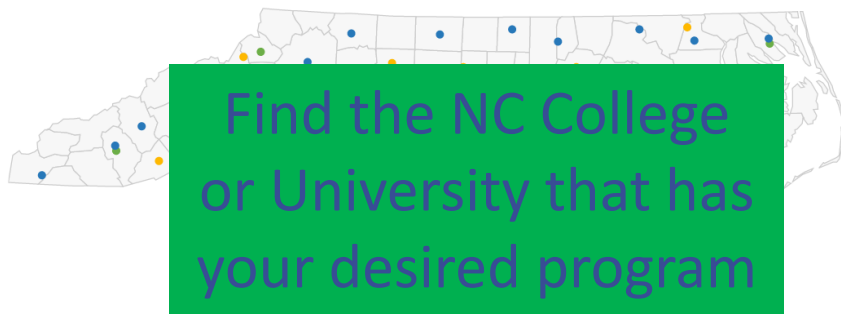 Find the NC College
or University that has
your desired program